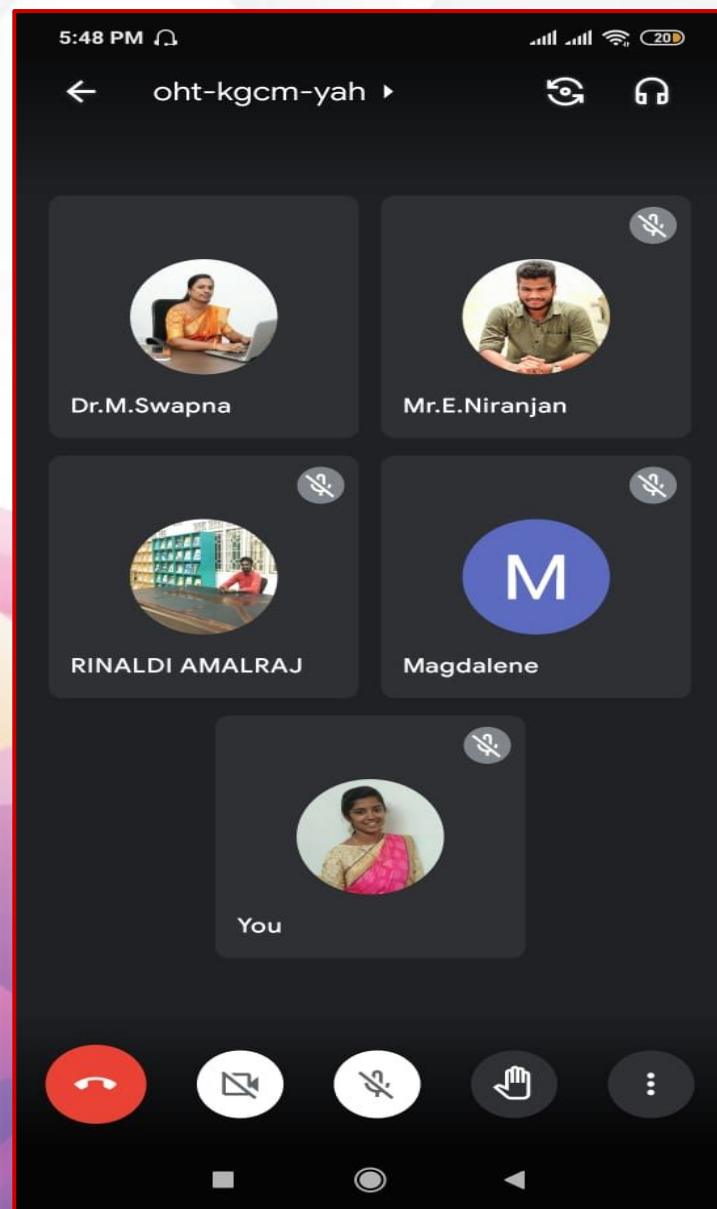 5:48 PM 20
oht-kgcm-yah
Dr.M.Swapna
Mr.E.Niranjan
RINALDI AMALRAJ
M
Magdalene
You